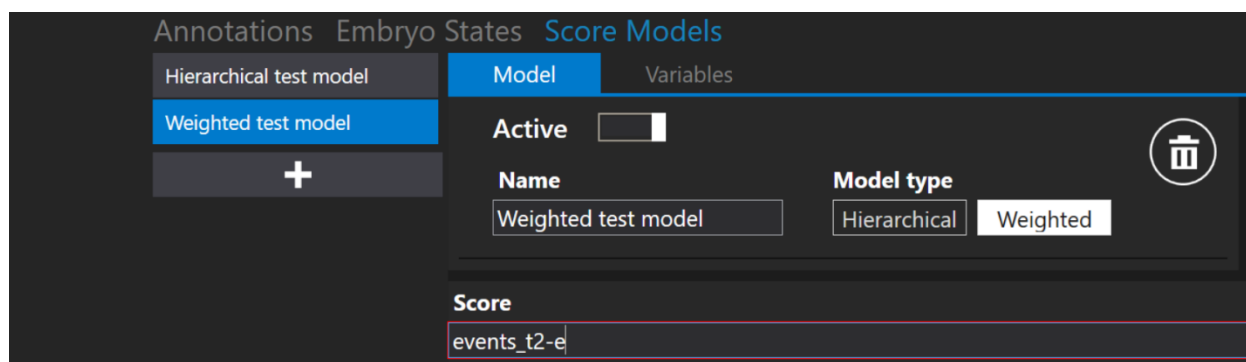 Annotations Embryo States Score Models
Hierarchical test model
Weighted test model
+
Model Variables
Active
Name Model type
Weighted test model Hierarchical Weighted
Score
events_t2-e